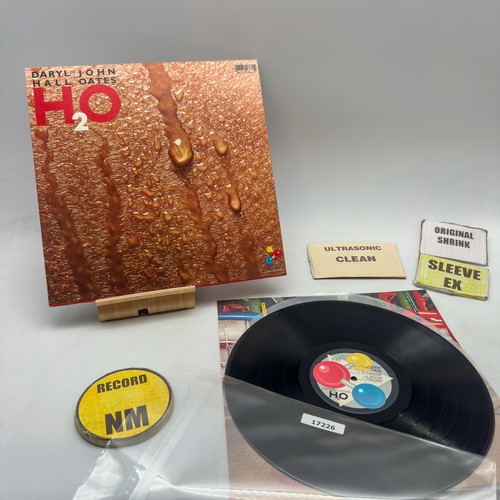 DARYL JOHN
HALL OATES
H2O
ULTRASONIC
CLEAN
ORIGINAL
SHRINK
SLEEVE
EX
RECORD
NM
H2O
17226